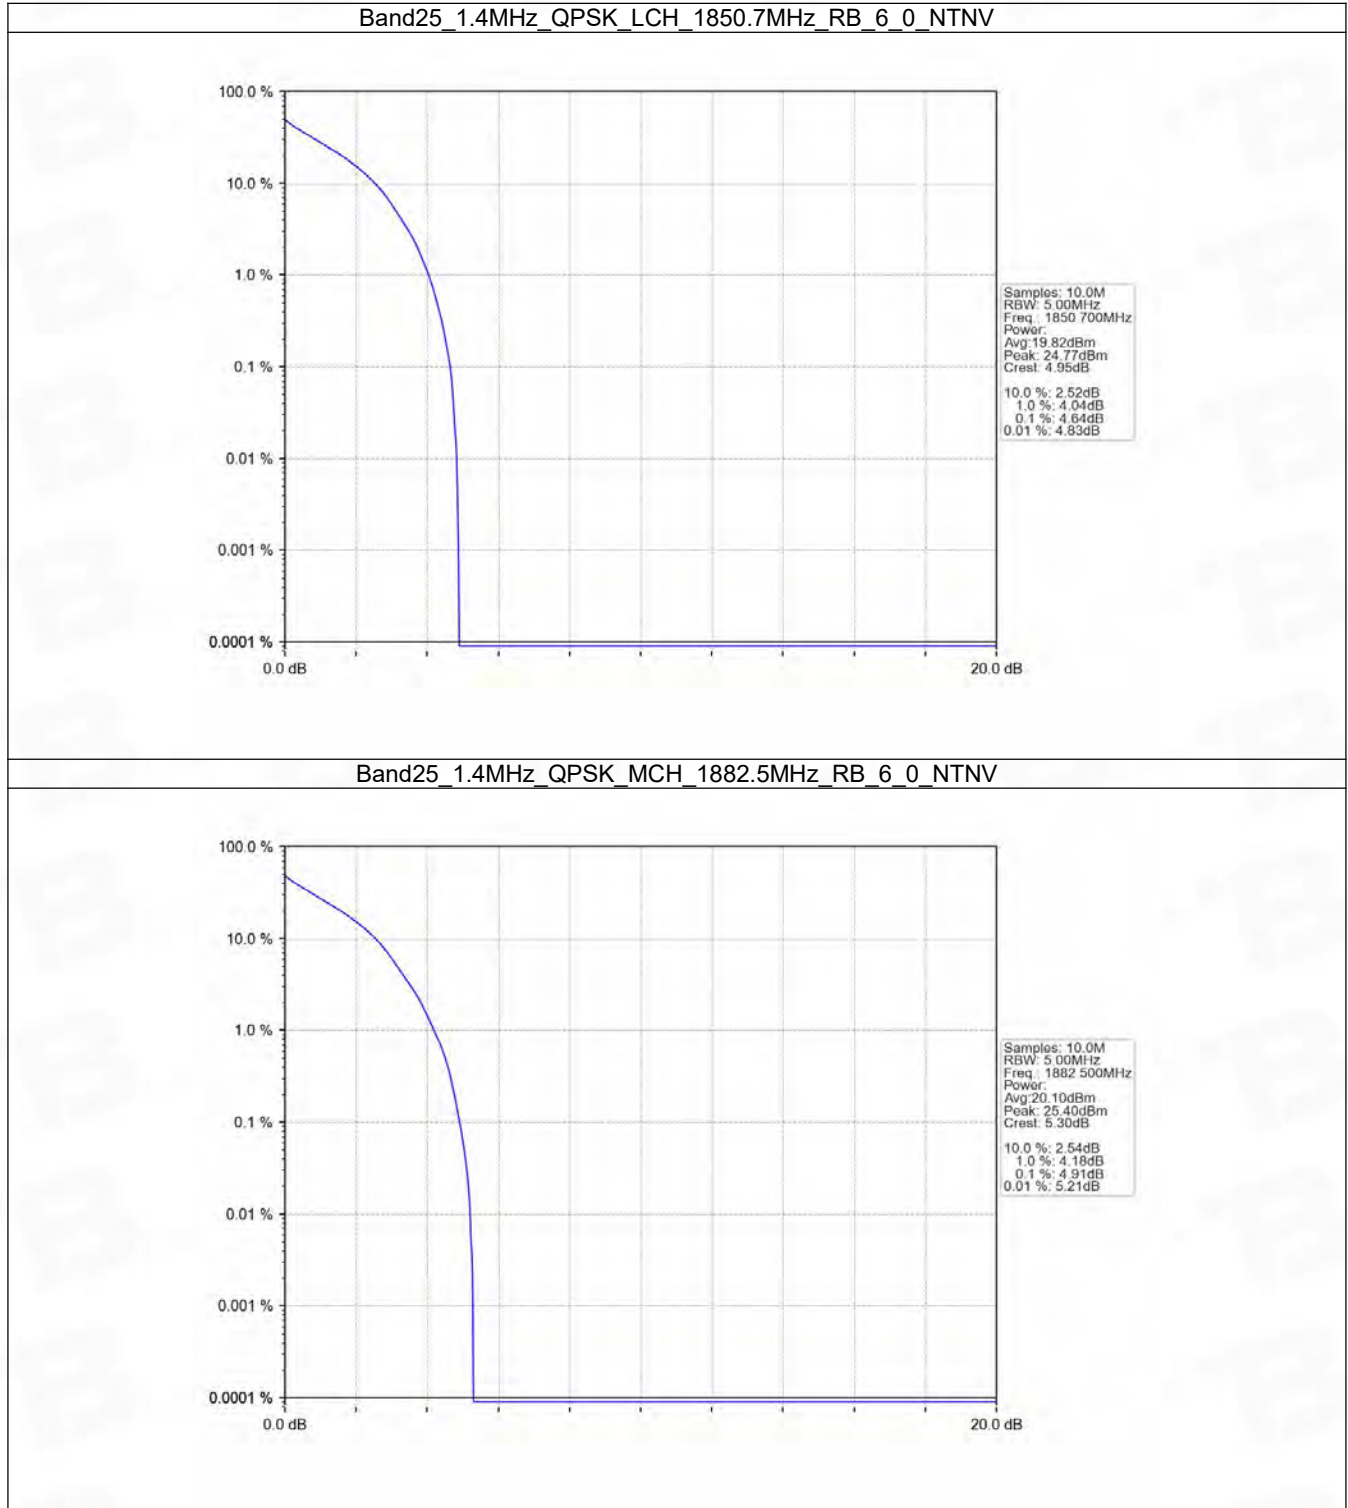 Band25_1.4MHz_QPSK_LCH_1850.7MHz_RB_6_0_NTNV
100.0 %
10.0 %
1.0 %
0.1 %
0.01 %
0.001 %
0.0001 %
0.0 dB
20.0 dB
Samples: 10.0M
RBW: 5.00MHz
Freq.: 1850.700MHz
Power:
Avg:19.82dBm
Peak: 24.77dBm
Crest: 4.95dB
10.0 %: 2.52dB
1.0 %: 4.04dB
0.1 %: 4.64dB
0.01 %: 4.83dB
Band25_1.4MHz_QPSK_MCH_1882.5MHz_RB_6_0_NTNV
100.0 %
10.0 %
1.0 %
0.1 %
0.01 %
0.001 %
0.0001 %
0.0 dB
20.0 dB
Samples: 10.0M
RBW: 5.00MHz
Freq.: 1882.500MHz
Power:
Avg:20.10dBm
Peak: 25.40dBm
Crest: 5.30dB
10.0 %: 2.54dB
1.0 %: 4.18dB
0.1 %: 4.91dB
0.01 %: 5.21dB